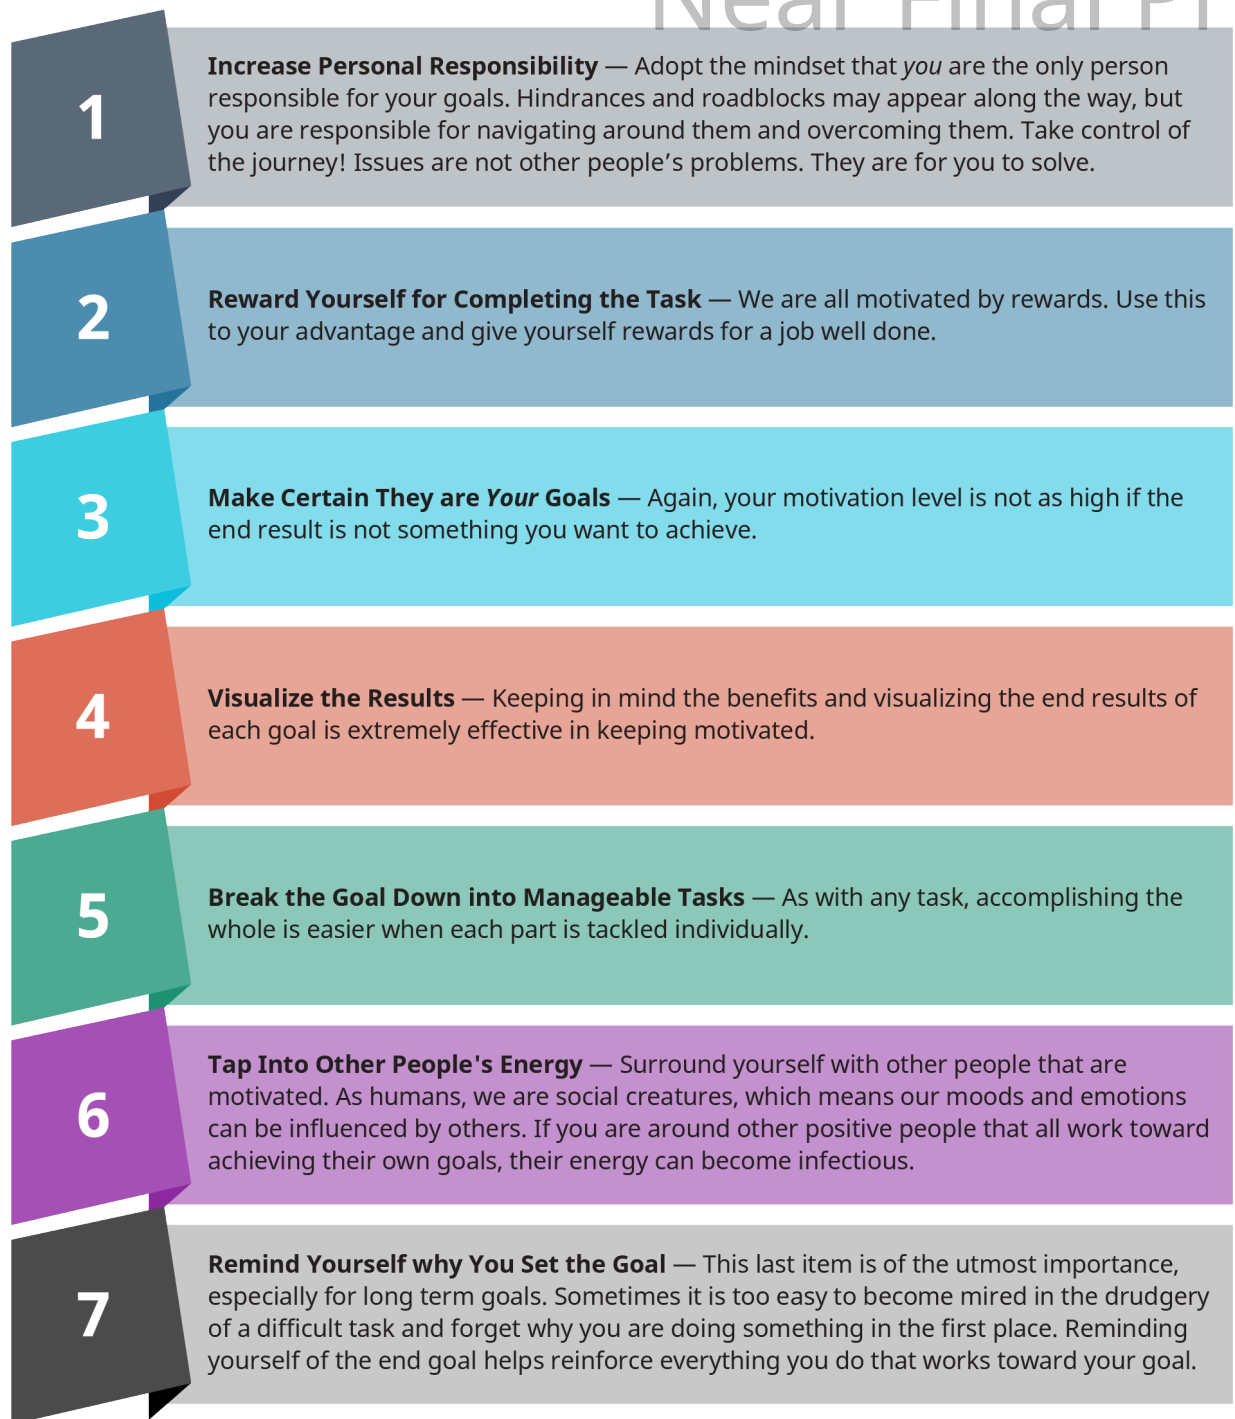 Near Final Pr
1
Increase Personal Responsibility — Adopt the mindset that you are the only person
responsible for your goals. Hindrances and roadblocks may appear along the way, but
you are responsible for navigating around them and overcoming them. Take control of
the journey! Issues are not other people’s problems. They are for you to solve.
2
Reward Yourself for Completing the Task — We are all motivated by rewards. Use this
to your advantage and give yourself rewards for a job well done.
3
Make Certain They are Your Goals — Again, your motivation level is not as high if the
end result is not something you want to achieve.
4
Visualize the Results — Keeping in mind the benefits and visualizing the end results of
each goal is extremely effective in keeping motivated.
5
Break the Goal Down into Manageable Tasks — As with any task, accomplishing the
whole is easier when each part is tackled individually.
6
Tap Into Other People's Energy — Surround yourself with other people that are
motivated. As humans, we are social creatures, which means our moods and emotions
can be influenced by others. If you are around other positive people that all work toward
achieving their own goals, their energy can become infectious.
7
Remind Yourself why You Set the Goal — This last item is of the utmost importance,
especially for long term goals. Sometimes it is too easy to become mired in the drudgery
of a difficult task and forget why you are doing something in the first place. Reminding
yourself of the end goal helps reinforce everything you do that works toward your goal.